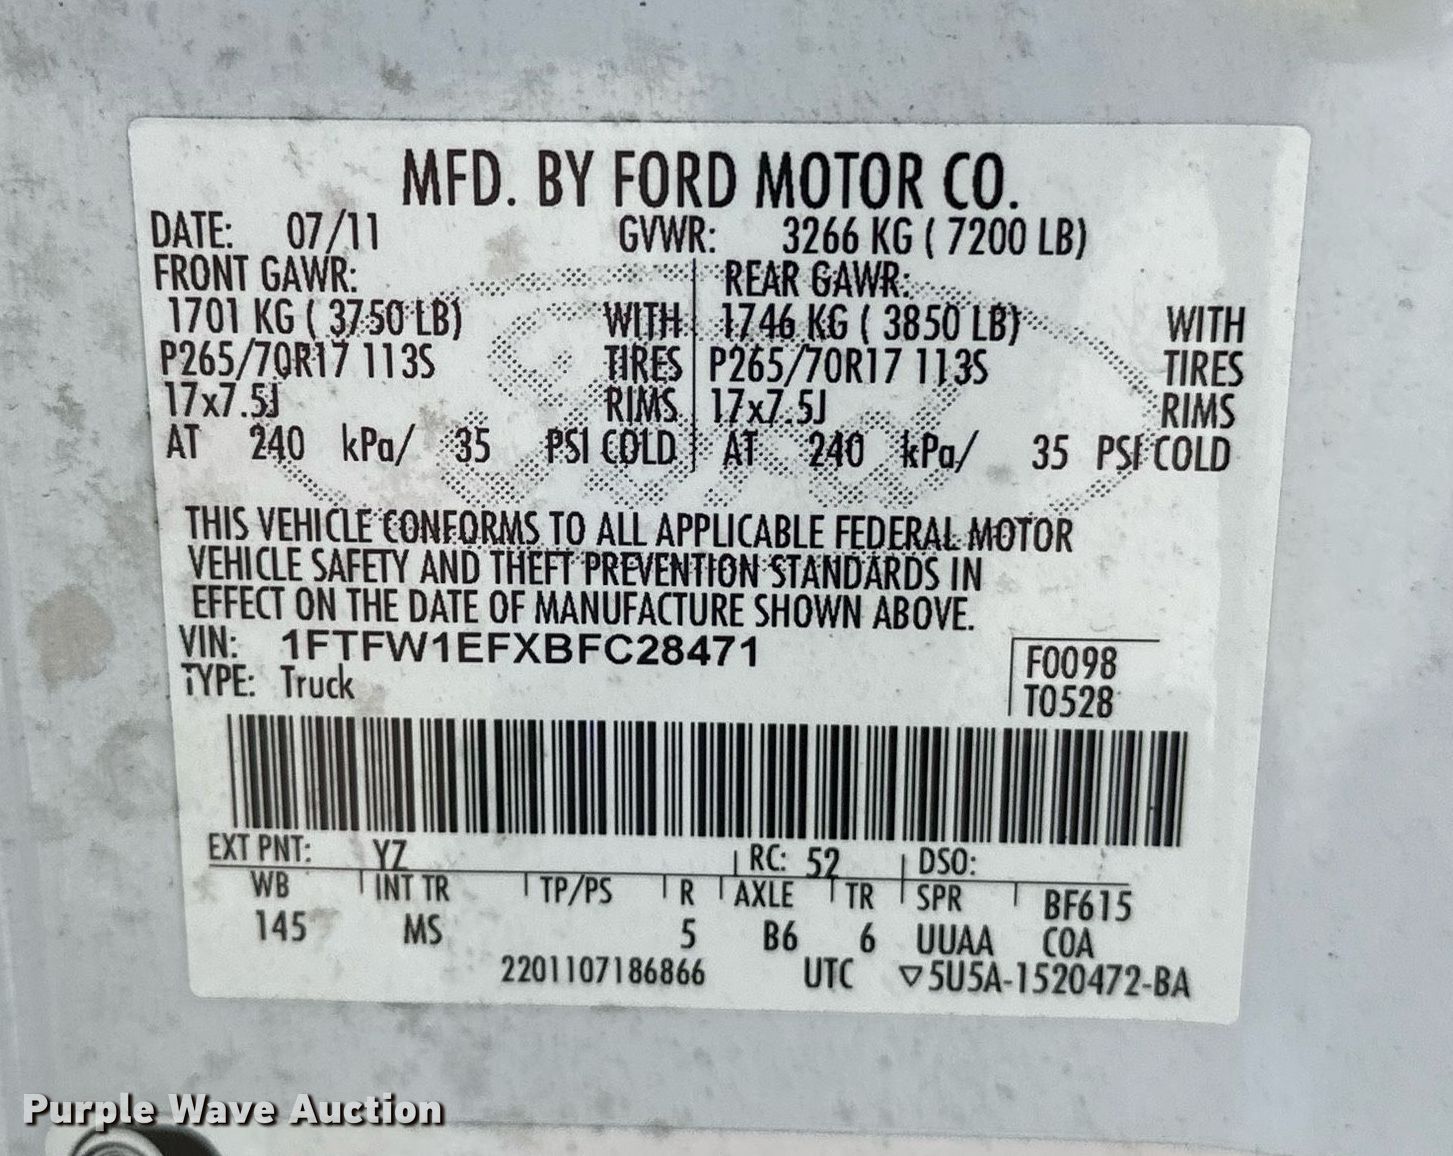 MFD. BY FORD MOTOR CO.
DATE: 07/11 GVWR: 3266 KG ( 7200 LB)
FRONT GAWR: REAR GAWR:
1701 KG ( 3750 LB) WITH 1746 KG ( 3850 LB) WITH
P265/70R17 113S TIRES P265/70R17 113S TIRES
17x7.5J RIMS 17x7.5J RIMS
AT 240 kPa/ 35 PSI COLD AT 240 kPa/ 35 PSI COLD
THIS VEHICLE CONFORMS TO ALL APPLICABLE FEDERAL MOTOR
VEHICLE SAFETY AND THEFT PREVENTION STANDARDS IN
EFFECT ON THE DATE OF MANUFACTURE SHOWN ABOVE.
VIN: 1FTFW1EFXBFC28471
TYPE: Truck
F0098
T0528
EXT PNT: YZ RC: 52 DSO:
WB INT TR TP/PS R AXLE TR SPR BF615
145 MS 5 B6 6 UUAA COA
2201107186866 UTC ▽5U5A-1520472-BA
Purple Wave Auction